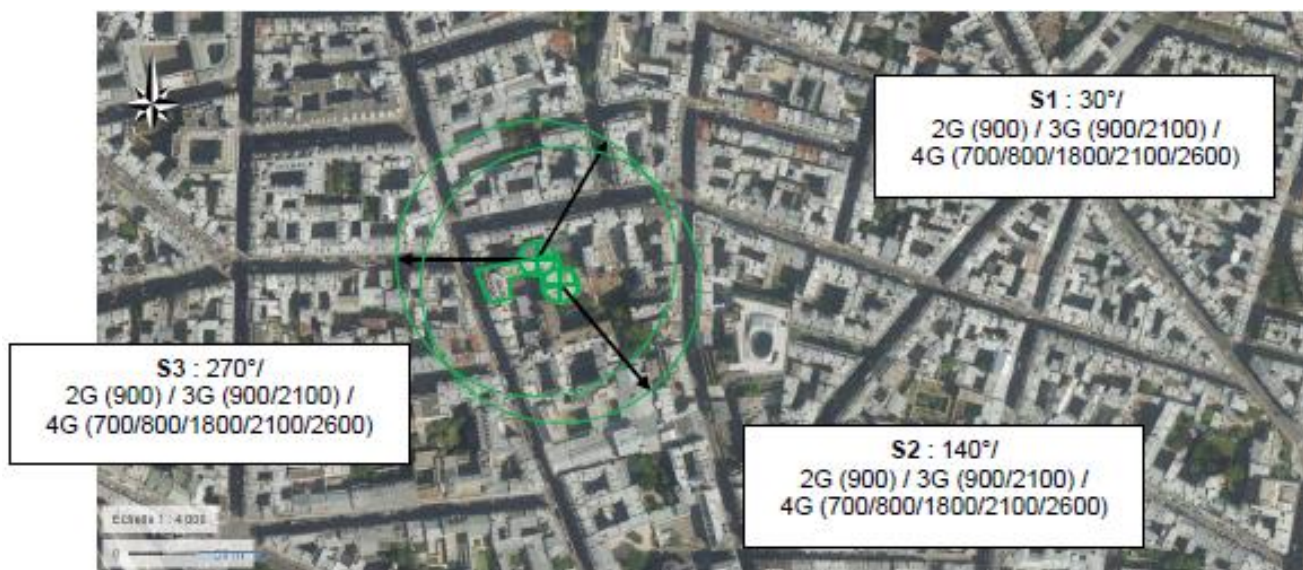 S1 : 30°/
2G (900) / 3G (900/2100) /
4G (700/800/1800/2100/2600)
S3 : 270°/
2G (900) / 3G (900/2100) /
4G (700/800/1800/2100/2600)
S2 : 140°/
2G (900) / 3G (900/2100) /
4G (700/800/1800/2100/2600)
Echelle 1 : 4 000
0